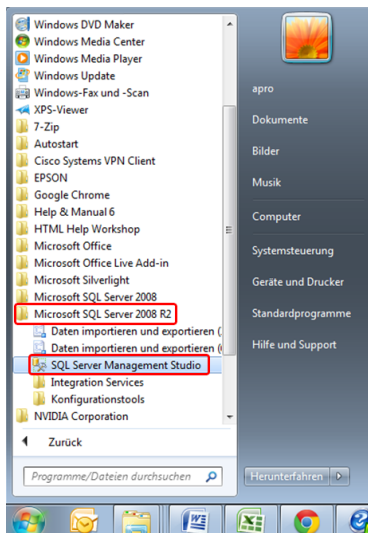 Windows DVD Maker
Windows Media Center
Windows Media Player
Windows Update
Windows-Fax und -Scan
XPS-Viewer
7-Zip
Autostart
Cisco Systems VPN Client
EPSON
Google Chrome
Help & Manual 6
HTML Help Workshop
Microsoft Office
Microsoft Office Live Add-in
Microsoft Silverlight
Microsoft SQL Server 2008
Microsoft SQL Server 2008 R2
Daten importieren und exportieren (
Daten importieren und exportieren (
SQL Server Management Studio
Integration Services
Konfigurationstools
NVIDIA Corporation
Zurück
Programme/Dateien durchsuchen
apro
Dokumente
Bilder
Musik
Computer
Systemsteuerung
Geräte und Drucker
Standardprogramme
Hilfe und Support
Herunterfahren